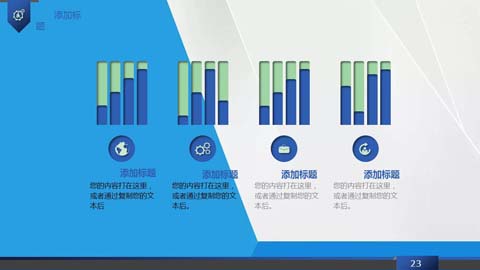 添加标
题
添加标题
您的内容打在这里，
或者通过复制您的文
本后。
添加标题
您的内容打在这里，
或者通过复制您的文
本后。
添加标题
您的内容打在这里，
或者通过复制您的文
本后。
添加标题
您的内容打在这里，
或者通过复制您的文
本后。
23